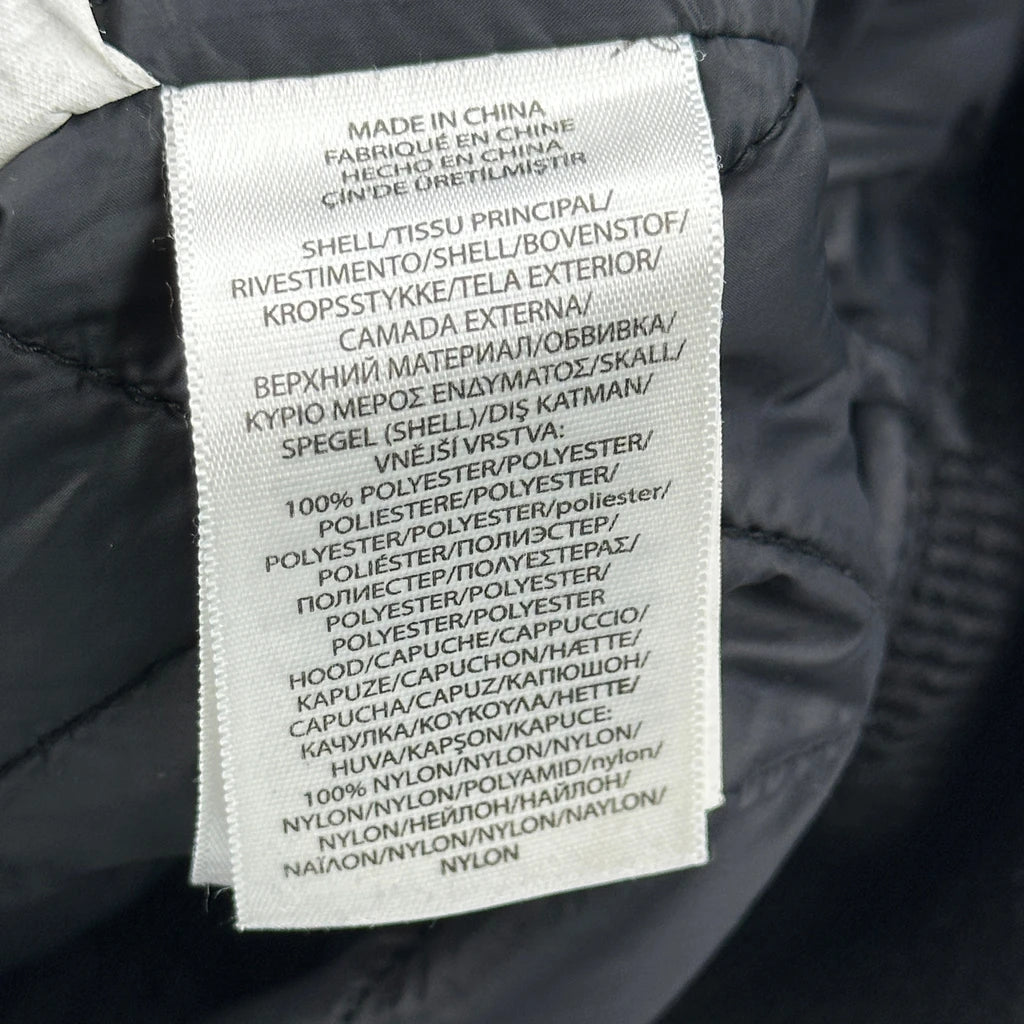 MADE IN CHINA
FABRIQUÉ EN CHINE
HECHO EN CHINA
ÇİN'DE ÜRETİLMİŞTİR
SHELL/TISSU PRINCIPAL/
RIVESTIMENTO/SHELL/BOVENSTOF/
KROPSSTYKKE/TELA EXTERIOR/
CAMADA EXTERNA/
ВЕРХНИЙ МАТЕРИАЛ/ОБВИВКА/
ΚΥΡΙΟ ΜΕΡΟΣ ΕΝΔΥΜΑΤΟΣ/SKALL/
SPEGEL (SHELL)/DIŞ KATMAN/
VNĚJŠÍ VRSTVA:
100% POLYESTER/POLYESTER/
POLIESTERE/POLYESTER/
POLYESTER/POLYESTER/poliester/
POLIÉSTER/ПОЛИЭСТЕР/
ПОЛИЕСТЕР/ΠΟΛΥΕΣΤΕΡΑΣ/
POLYESTER/POLYESTER/
POLYESTER/POLYESTER
HOOD/CAPUCHE/CAPPUCCIO/
KAPUZE/CAPUCHON/HÆTTE/
CAPUCHA/CAPUZ/КАПЮШОН/
КАЧУЛКА/ΚΟΥΚΟΥΛΑ/HETTE/
HUVA/KAPŞON/KAPUCE:
100% NYLON/NYLON/NYLON/
NYLON/NYLON/POLYAMID/nylon/
NYLON/НЕЙЛОН/НАЙЛОН/
ΝΑΪΛΟΝ/NYLON/NYLON/NAYLON/
NYLON